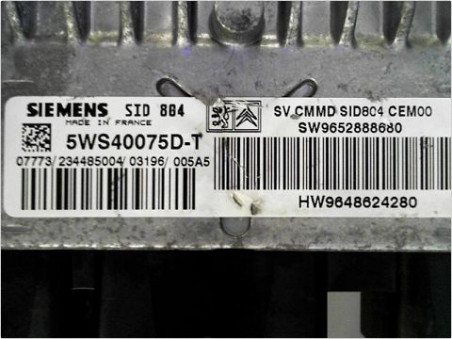 SIEMENS SID 804
MADE IN FRANCE
5WS40075D-T
07773/234485004/03196/005A5
SV CMMD SID804 CEM00
SW9652888680
HW9648624280